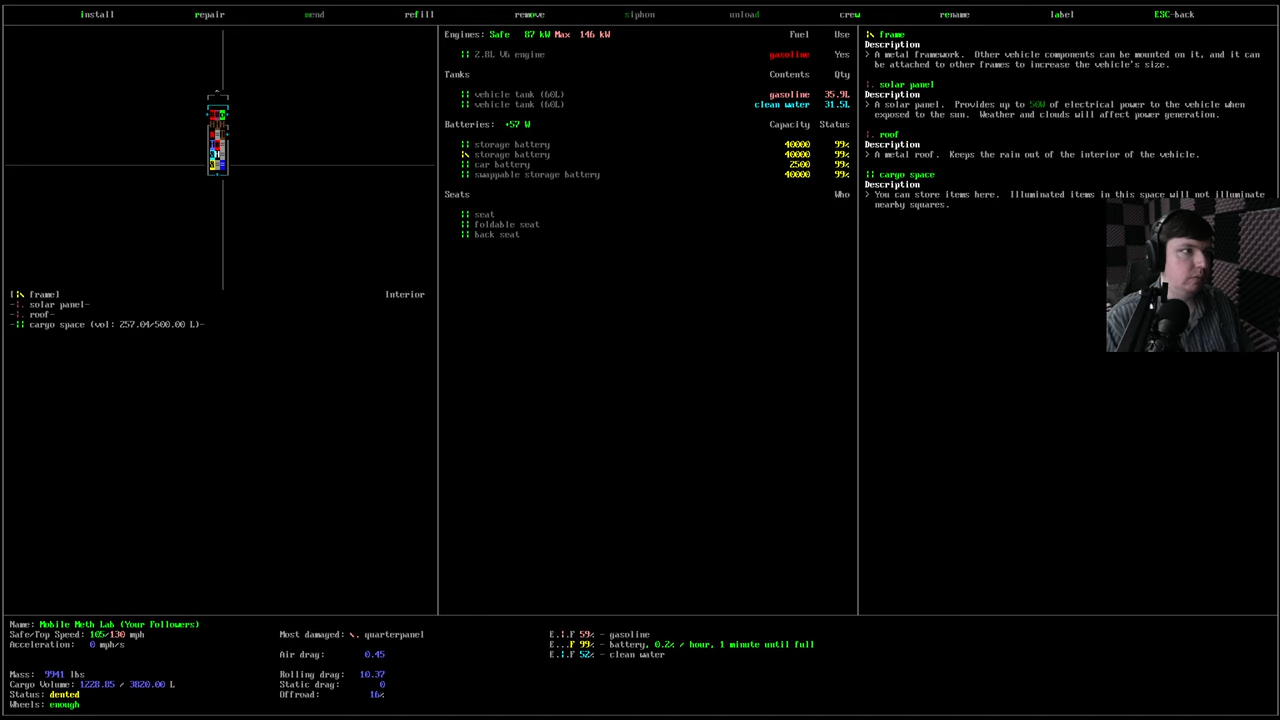 install repair mend refill remove siphon unload crew rename label ESC-back
Engines: Safe 87 kW Max 146 kW Fuel Use
2.8L V6 engine gasoline Yes
Tanks Contents Qty
vehicle tank (60L) gasoline 35.9L
vehicle tank (60L) clean water 31.5L
Batteries: +57 W Capacity Status
storage battery 40000 99%
storage battery 40000 99%
car battery 2500 99%
swappable storage battery 40000 99%
Seats Who
seat
foldable seat
back seat
frame
Description
> A metal framework. Other vehicle components can be mounted on it, and it can
be attached to other frames to increase the vehicle's size.
solar panel
Description
> A solar panel. Provides up to 50W of electrical power to the vehicle when
exposed to the sun. Weather and clouds will affect power generation.
roof
Description
> A metal roof. Keeps the rain out of the interior of the vehicle.
cargo space
Description
> You can store items here. Illuminated items in this space will not illuminate
nearby squares.
[ frame] Interior
- solar panel-
- roof-
- cargo space (vol: 257.04/500.00 L)-
Name: Mobile Meth Lab (Your Followers)
Safe/Top Speed: 105/130 mph
Acceleration: 0 mph/s
Mass: 9941 lbs
Cargo Volume: 1228.85 / 3820.00 L
Status: dented
Wheels: enough
Most damaged: quarterpanel
Air drag: 0.45
Rolling drag: 10.37
Static drag: 0
Offroad: 16%
E.¦.F 59% - gasoline
E...F 99% - battery, 0.2% / hour, 1 minute until full
E.¦.F 52% - clean water